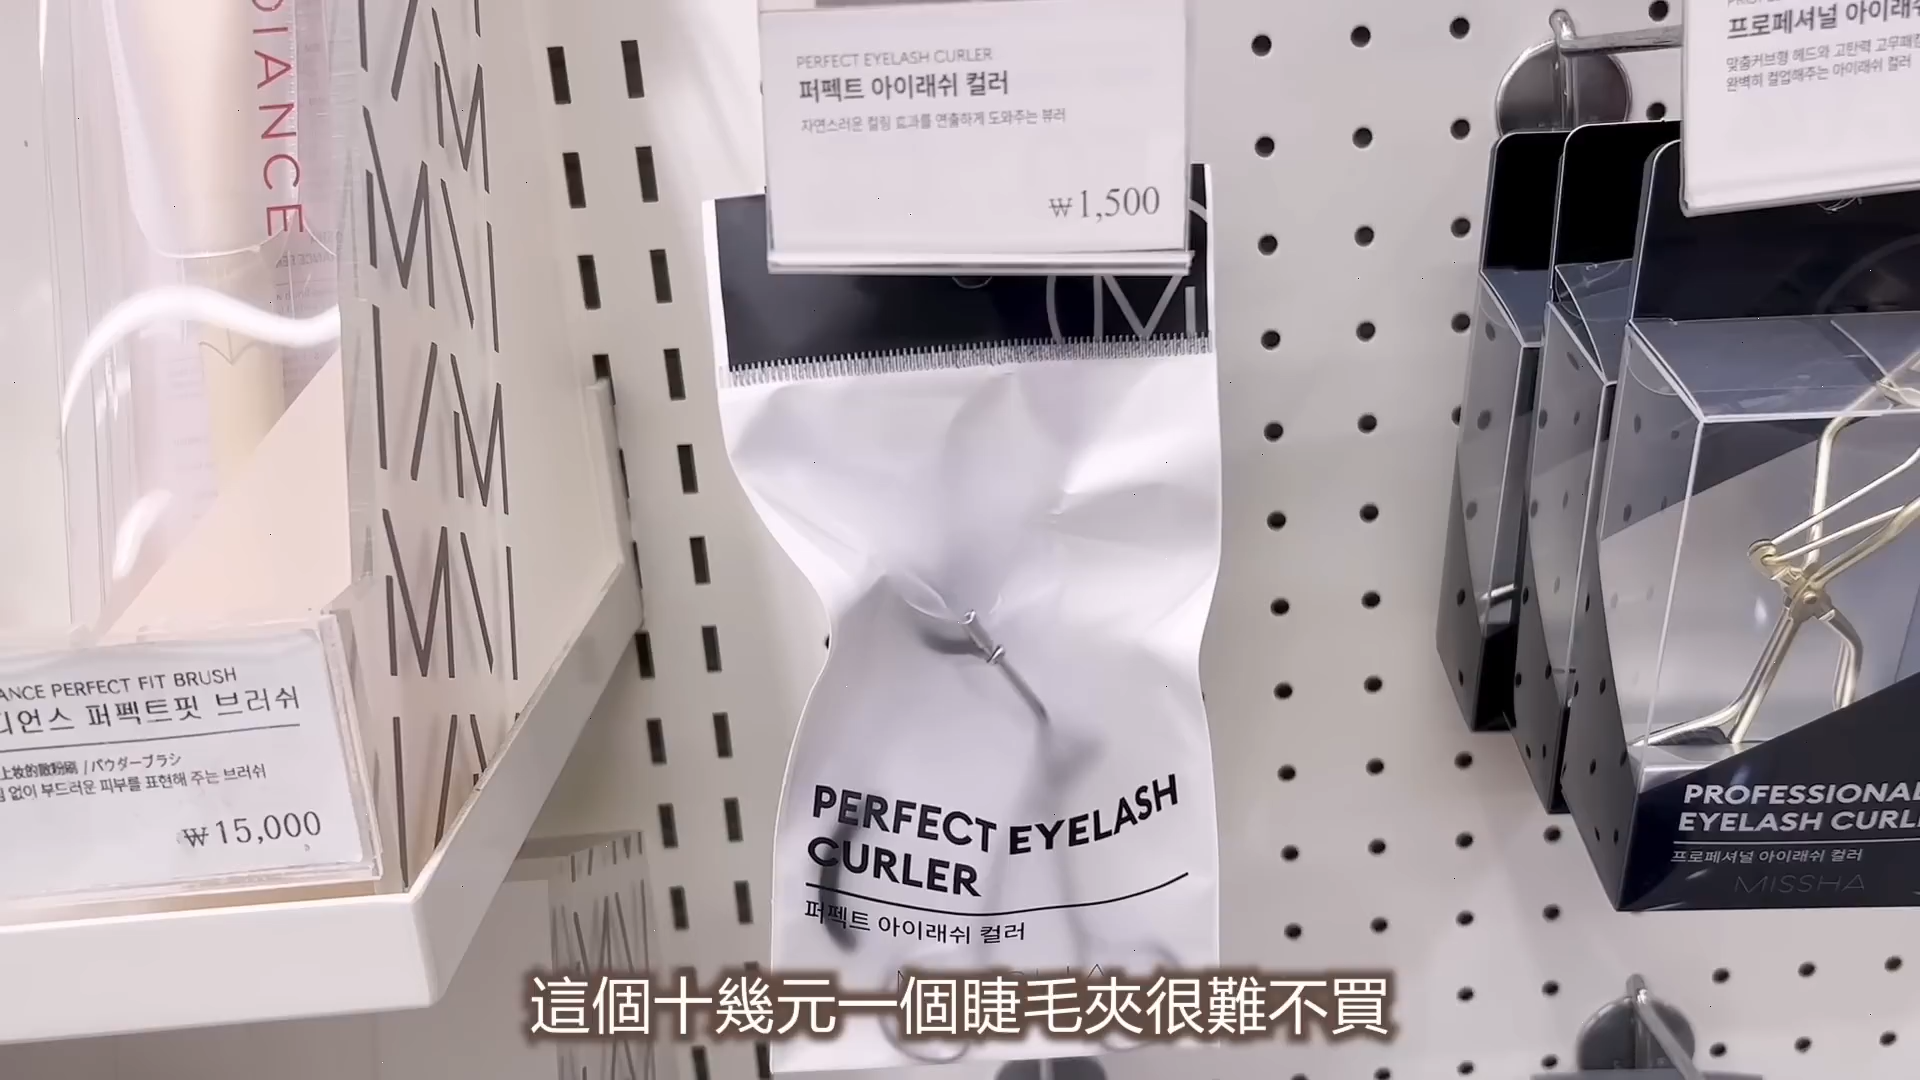 DIANCE
ANCE PERFECT FIT BRUSH
디언스 퍼펙트핏 브러쉬
上妆的散粉刷 / パウダーブラシ
없이 부드러운 피부를 표현해 주는 브러쉬
₩15,000
PERFECT EYELASH CURLER
퍼펙트 아이래쉬 컬러
자연스러운 컬링 효과를 연출하게 도와주는 뷰러
₩1,500
PERFECT EYELASH
CURLER
퍼펙트 아이래쉬 컬러
프로페셔널 아이래쉬
맞춤커브형 헤드와 고탄력 고무패킹
완벽히 컬업해주는 아이래쉬 컬러
PROFESSIONAL
EYELASH CURL
프로페셔널 아이래쉬 컬러
MISSHA
這個十幾元一個睫毛夾很難不買